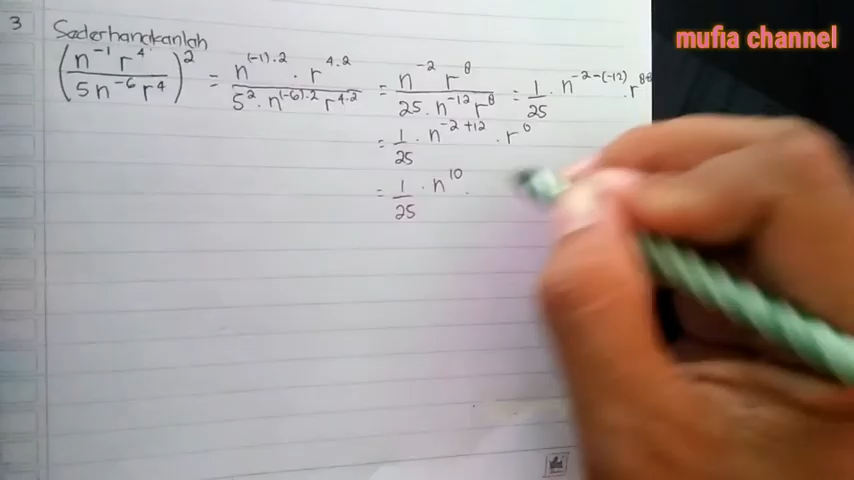 mufia channel
3 Sederhanakanlah
(n⁻¹ r⁴ / 5n⁻⁶ r⁴)² = n⁽⁻¹⁾·² · r⁴·² / 5² · n⁽⁻⁶⁾·² r⁴·² = n⁻² r⁸ / 25 · n⁻¹² r⁸ = 1/25 · n⁻²⁻⁽⁻¹²⁾ · r⁸⁻⁸
= 1/25 · n⁻²⁺¹² · r⁰
= 1/25 · n¹⁰ ·